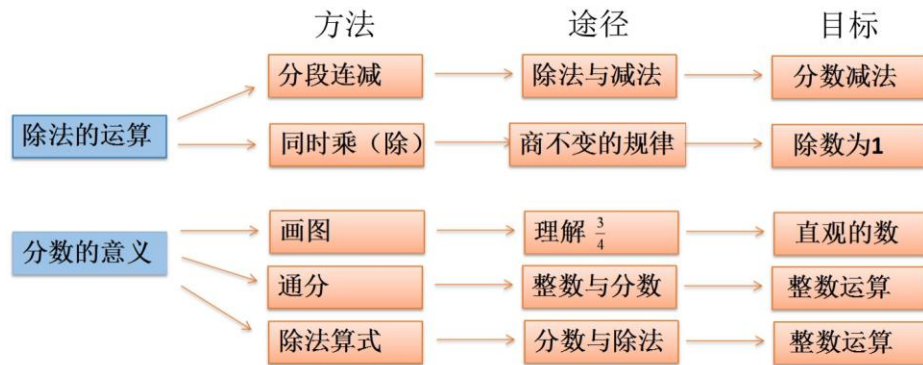 方法 途径 目标
分段连减 除法与减法 分数减法
除法的运算
同时乘（除） 商不变的规律 除数为1
画图 理解 3/4 直观的数
分数的意义
通分 整数与分数 整数运算
除法算式 分数与除法 整数运算